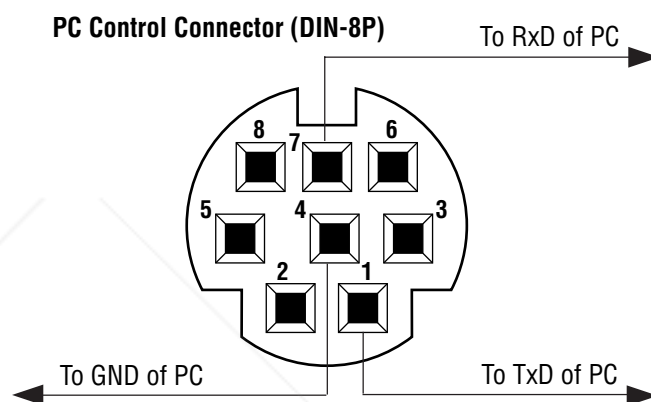 PC Control Connector (DIN-8P)
To RxD of PC
8 7 6
5 4 3
2 1
To GND of PC
To TxD of PC